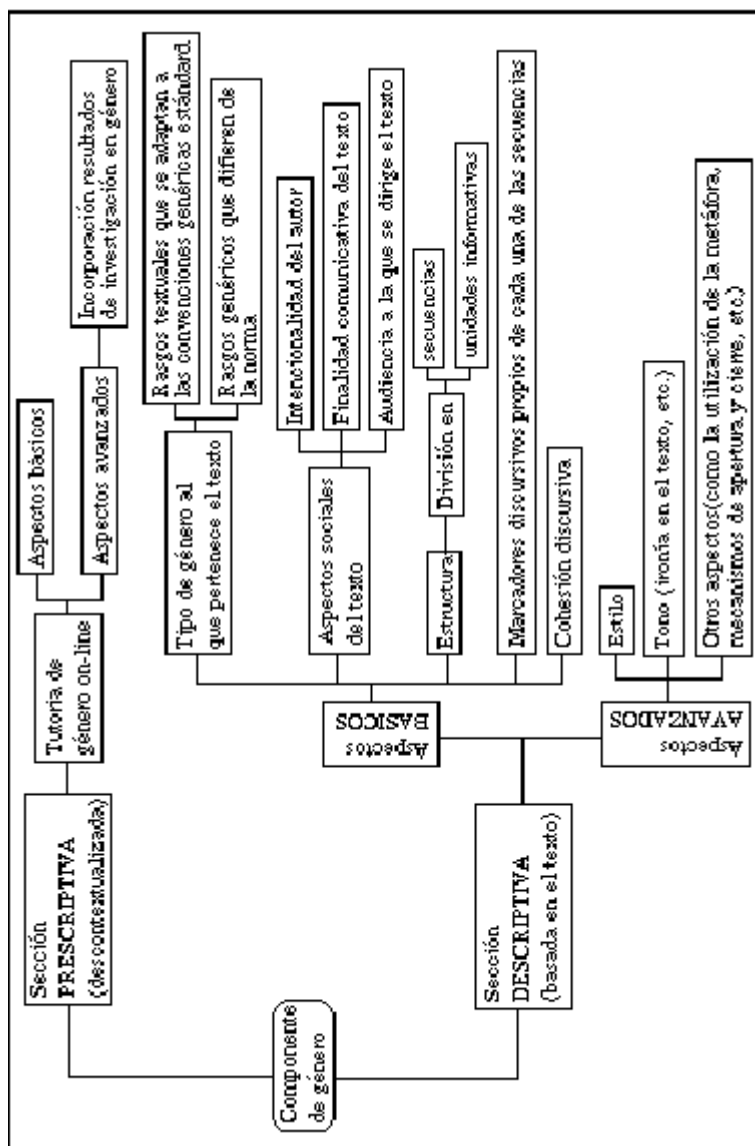 Componente
de género
Sección
PRESCRIPTIVA
(descontextualizada)
Tutoría de
género on-line
Aspectos básicos
Aspectos avanzados
Incorporación resultados
de investigación en género
Sección
DESCRIPTIVA
(basada en el texto)
Aspectos
BASICOS
Tipo de género al
que pertenece el texto
Rasgos textuales que se adaptan a
las convenciones genéricas estándard.
Rasgos genéricos que difieren de
la norma
Aspectos sociales
del texto
Intencionalidad del autor
Finalidad comunicativa del texto
Audiencia a la que se dirige el texto
Estructura
División en
secuencias
unidades informativas
Marcadores discursivos propios de cada una de las secuencias
Cohesión discursiva
Aspectos
AVANZADOS
Estilo
Tono (ironía en el texto, etc.)
Otros aspectos(como la utilización de la metáfora,
mecanismos de apertura y cierre, etc.)